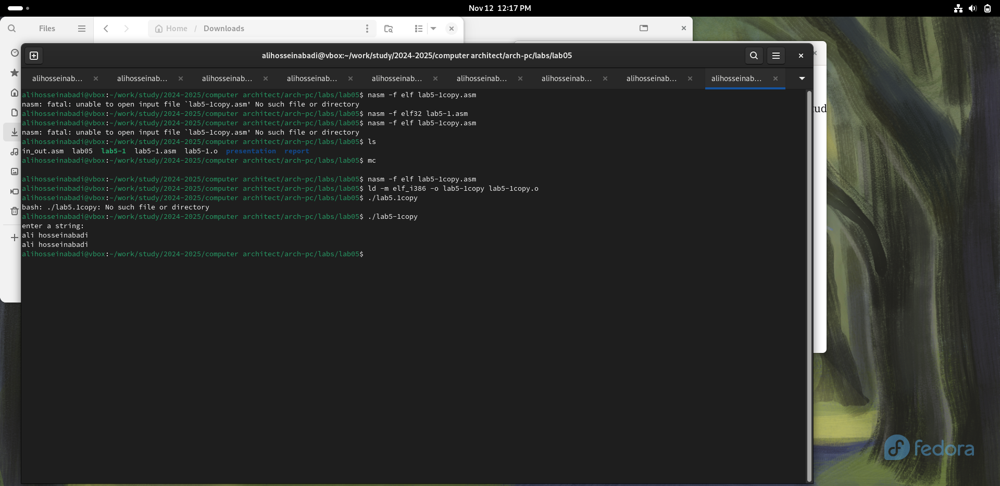 Nov 12 12:17 PM
Files
Home / Downloads
alihosseinabadi@vbox:~/work/study/2024-2025/computer architect/arch-pc/labs/lab05
alihosseinab... alihosseinab... alihosseinab... alihosseinab... alihosseinab... alihosseinab... alihosseinab... alihosseinab... alihosseinab...
alihosseinabadi@vbox:~/work/study/2024-2025/computer architect/arch-pc/labs/lab05$ nasm -f elf lab5-1copy.asm
nasm: fatal: unable to open input file `lab5-1copy.asm' No such file or directory
alihosseinabadi@vbox:~/work/study/2024-2025/computer architect/arch-pc/labs/lab05$ nasm -f elf32 lab5-1.asm
alihosseinabadi@vbox:~/work/study/2024-2025/computer architect/arch-pc/labs/lab05$ nasm -f elf lab5-1copy.asm
nasm: fatal: unable to open input file `lab5-1copy.asm' No such file or directory
alihosseinabadi@vbox:~/work/study/2024-2025/computer architect/arch-pc/labs/lab05$ ls
in_out.asm lab05 lab5-1 lab5-1.asm lab5-1.o presentation report
alihosseinabadi@vbox:~/work/study/2024-2025/computer architect/arch-pc/labs/lab05$ mc
alihosseinabadi@vbox:~/work/study/2024-2025/computer architect/arch-pc/labs/lab05$ nasm -f elf lab5-1copy.asm
alihosseinabadi@vbox:~/work/study/2024-2025/computer architect/arch-pc/labs/lab05$ ld -m elf_i386 -o lab5-1copy lab5-1copy.o
alihosseinabadi@vbox:~/work/study/2024-2025/computer architect/arch-pc/labs/lab05$ ./lab5.1copy
bash: ./lab5.1copy: No such file or directory
alihosseinabadi@vbox:~/work/study/2024-2025/computer architect/arch-pc/labs/lab05$ ./lab5-1copy
enter a string:
ali hosseinabadi
ali hosseinabadi
alihosseinabadi@vbox:~/work/study/2024-2025/computer architect/arch-pc/labs/lab05$
fedora